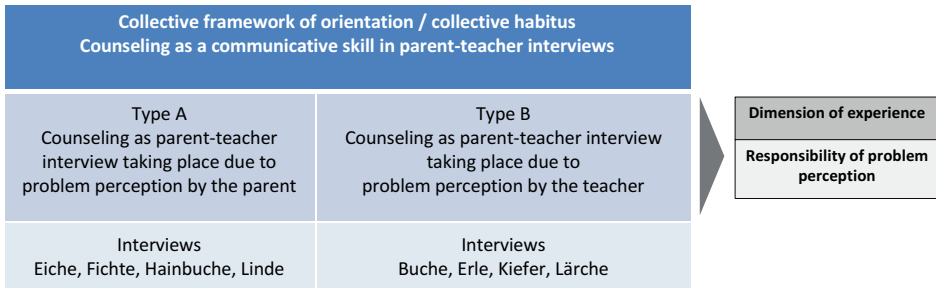 Collective framework of orientation / collective habitus
Counseling as a communicative skill in parent-teacher interviews
Type A
Counseling as parent-teacher
interview taking place due to
problem perception by the parent
Type B
Counseling as parent-teacher interview
taking place due to
problem perception by the teacher
Interviews
Eiche, Fichte, Hainbuche, Linde
Interviews
Buche, Erle, Kiefer, Lärche
Dimension of experience
Responsibility of problem
perception